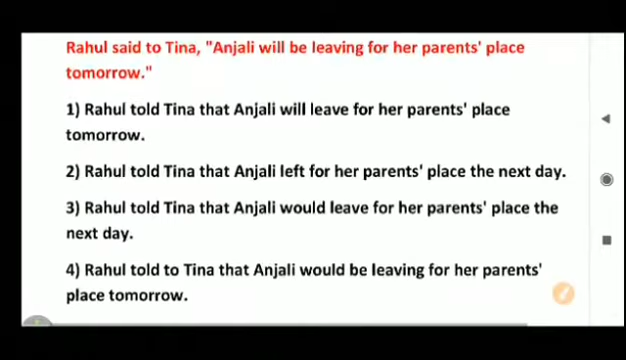 Rahul said to Tina, "Anjali will be leaving for her parents' place
tomorrow."
1) Rahul told Tina that Anjali will leave for her parents' place
tomorrow.
2) Rahul told Tina that Anjali left for her parents' place the next day.
3) Rahul told Tina that Anjali would leave for her parents' place the
next day.
4) Rahul told to Tina that Anjali would be leaving for her parents'
place tomorrow.